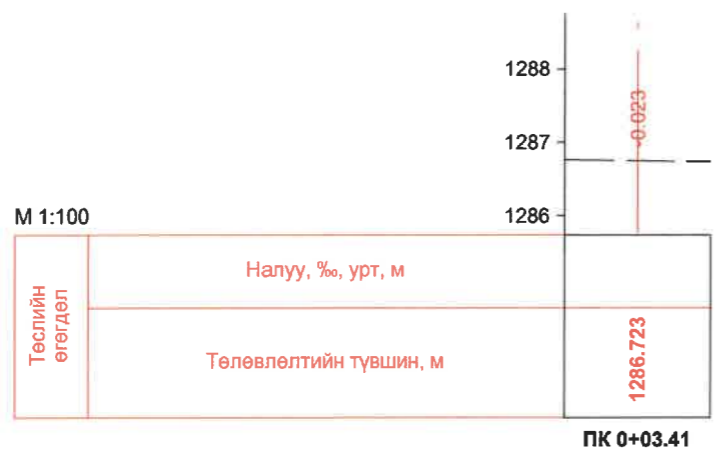 1288
-0.023
1287
1286
М 1:100
Төслийн
өгөгдөл
Налуу, ‰, урт, м
Төлөвлөлтийн түвшин, м
1286.723
ПК 0+03.41